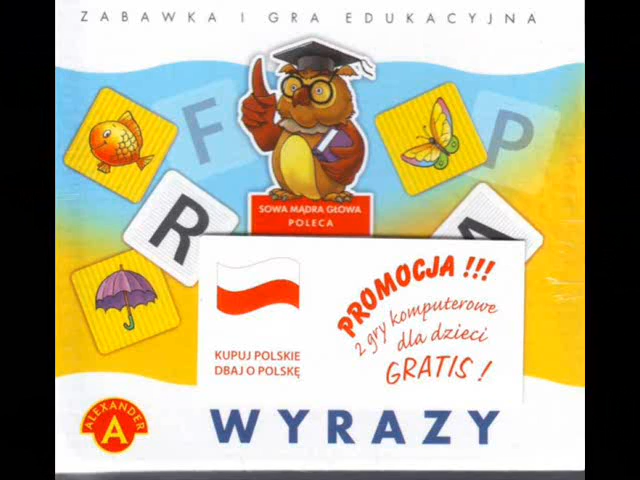 ZABAWKA I GRA EDUKACYJNA
F
P
R
A
SOWA MĄDRA GŁOWA
POLECA
KUPUJ POLSKIE
DBAJ O POLSKĘ
PROMOCJA !!!
2 gry komputerowe
dla dzieci
GRATIS !
ALEXANDER
A
WYRAZY